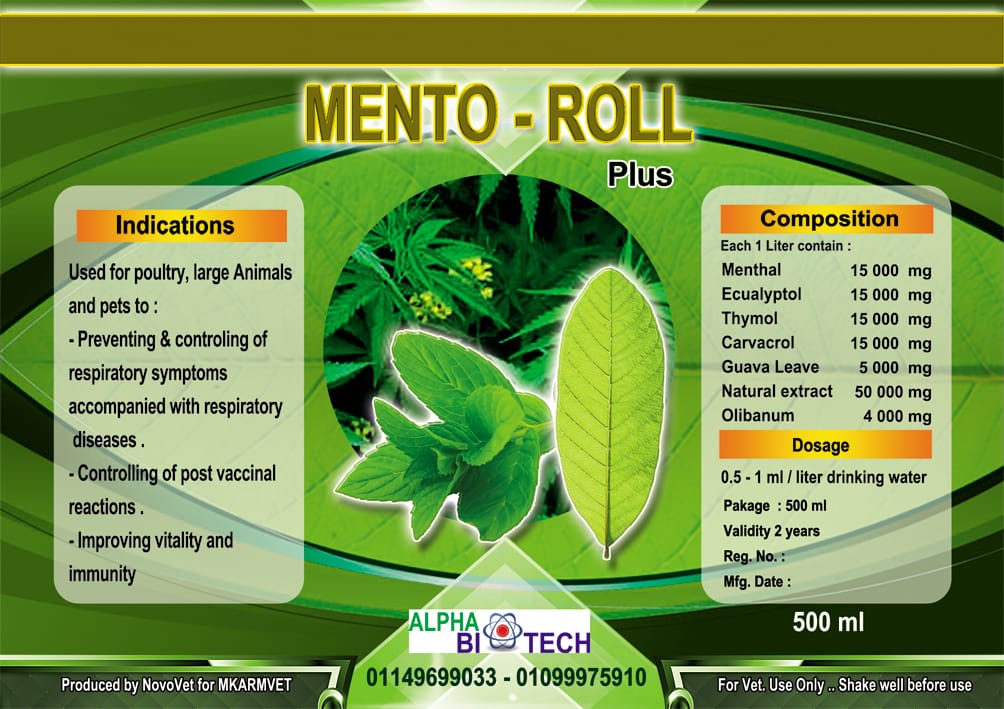 MENTO - ROLL
Plus
Indications
Used for poultry, large Animals
and pets to :
- Preventing & controling of
respiratory symptoms
accompanied with respiratory
diseases .
- Controlling of post vaccinal
reactions .
- Improving vitality and
immunity
Composition
Each 1 Liter contain :
Menthal 15 000 mg
Ecualyptol 15 000 mg
Thymol 15 000 mg
Carvacrol 15 000 mg
Guava Leave 5 000 mg
Natural extract 50 000 mg
Olibanum 4 000 mg
Dosage
0.5 - 1 ml / liter drinking water
Pakage : 500 ml
Validity 2 years
Reg. No. :
Mfg. Date :
500 ml
ALPHA
BIOTECH
01149699033 - 01099975910
Produced by NovoVet for MKARMVET
For Vet. Use Only .. Shake well before use